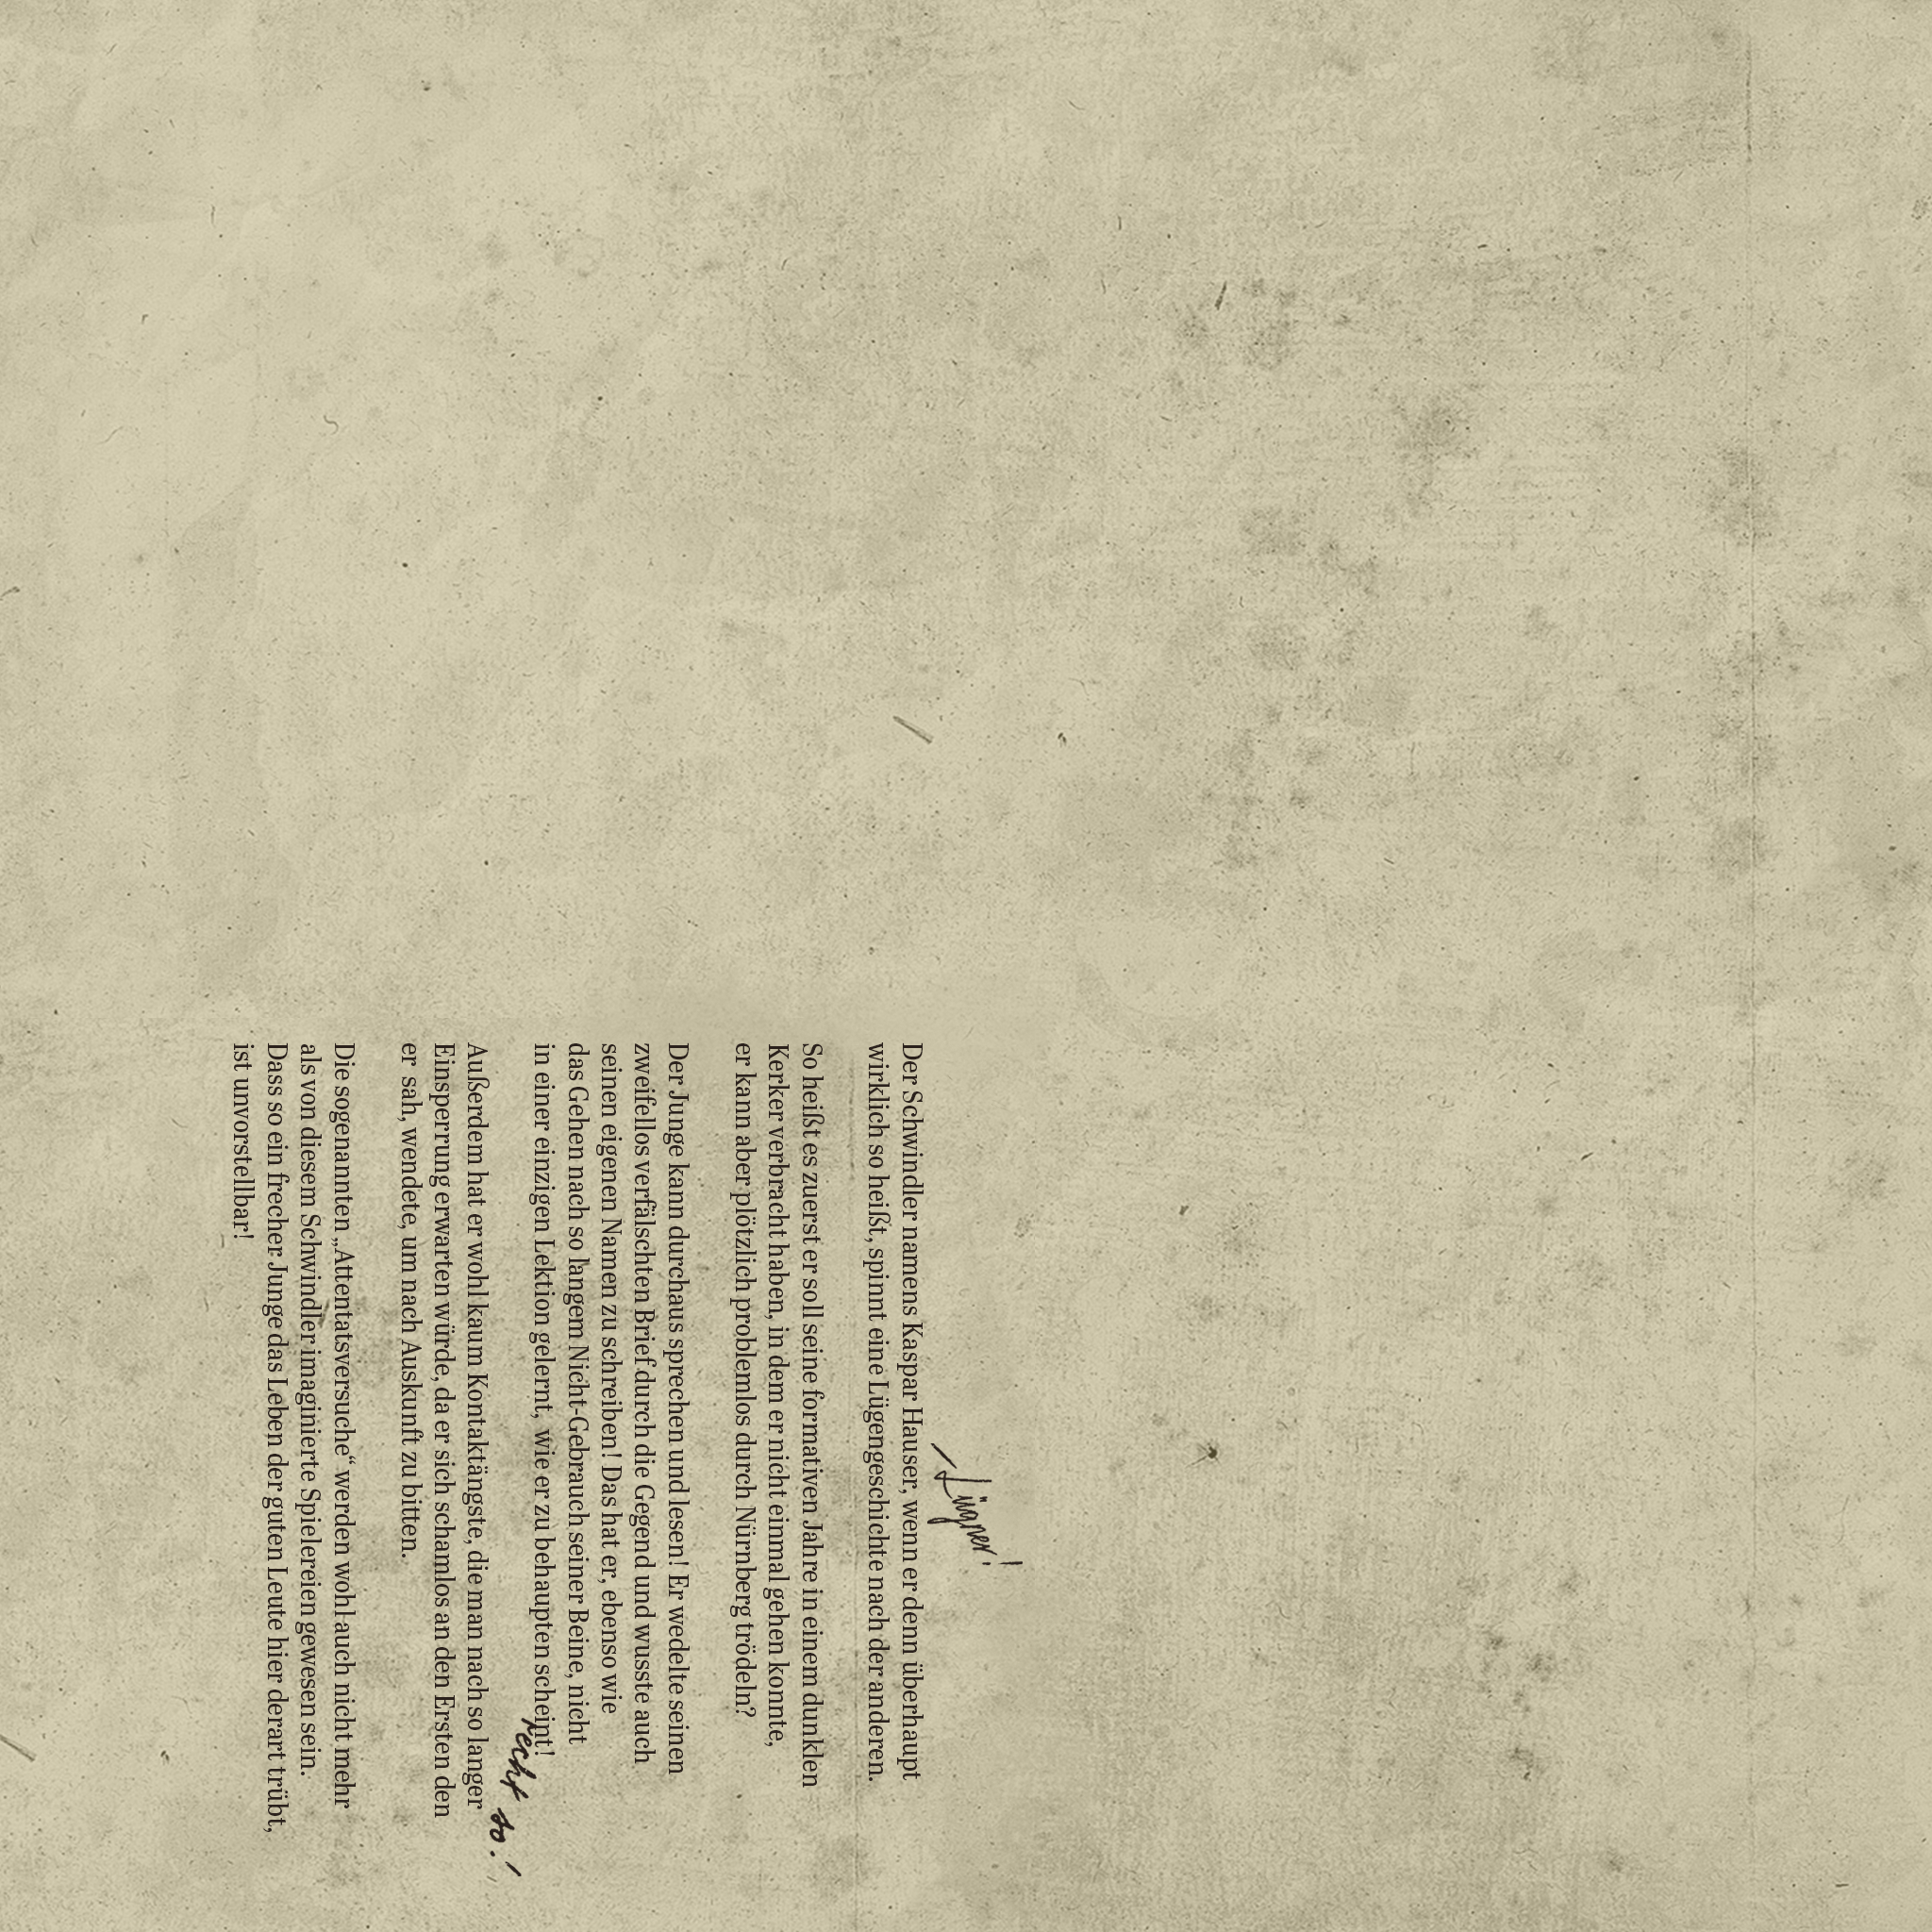 Lügner!
Der Schwindler namens Kaspar Hauser, wenn er denn überhaupt
wirklich so heißt, spinnt eine Lügengeschichte nach der anderen.
So heißt es zuerst er soll seine formativen Jahre in einem dunklen
Kerker verbracht haben, in dem er nicht einmal gehen konnte,
er kann aber plötzlich problemlos durch Nürnberg trödeln?
Der Junge kann durchaus sprechen und lesen! Er wedelte seinen
zweifellos verfälschten Brief durch die Gegend und wusste auch
seinen eigenen Namen zu schreiben! Das hat er, ebenso wie
das Gehen nach so langem Nicht-Gebrauch seiner Beine, nicht
in einer einzigen Lektion gelernt, wie er zu behaupten scheint!
recht so!
Außerdem hat er wohl kaum Kontaktängste, die man nach so langer
Einsperrung erwarten würde, da er sich schamlos an den Ersten den
er sah, wendete, um nach Auskunft zu bitten.
Die sogenannten „Attentatsversuche“ werden wohl auch nicht mehr
als von diesem Schwindler imaginierte Spielereien gewesen sein.
Dass so ein frecher Junge das Leben der guten Leute hier derart trübt,
ist unvorstellbar!